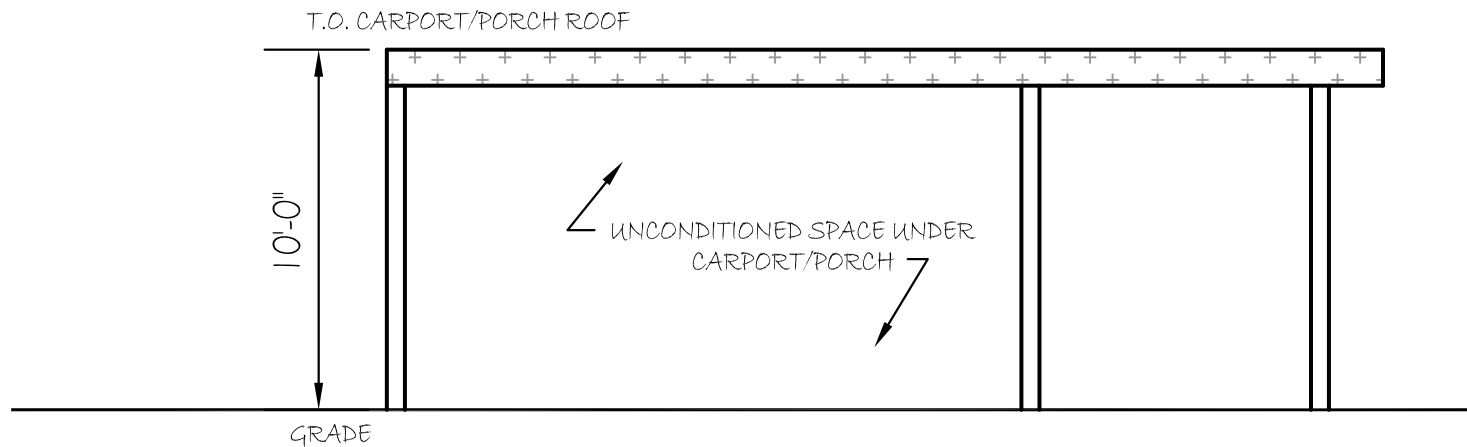 T.O. CARPORT/PORCH ROOF
10'-0"
UNCONDITIONED SPACE UNDER
CARPORT/PORCH
GRADE